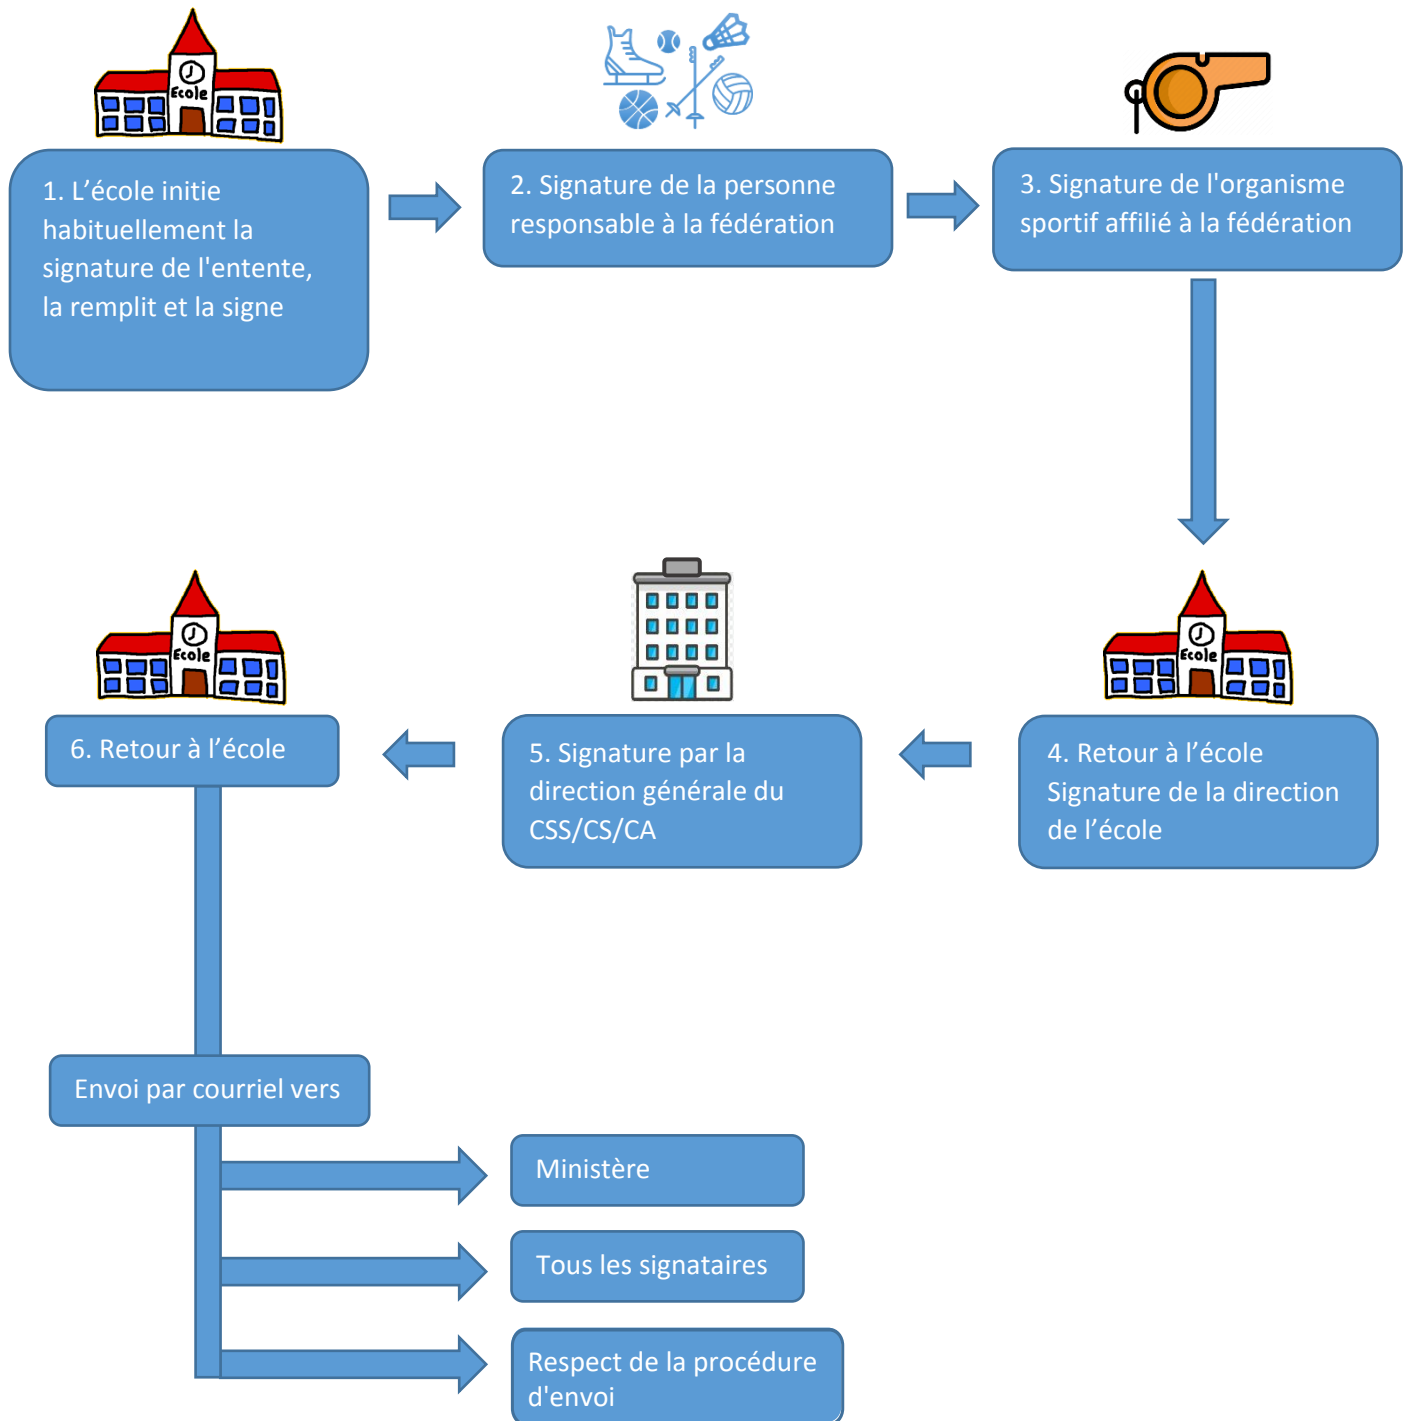 Ecole
1. L’école initie
habituellement la
signature de l'entente,
la remplit et la signe
2. Signature de la personne
responsable à la fédération
3. Signature de l'organisme
sportif affilié à la fédération
Ecole
4. Retour à l’école
Signature de la direction
de l’école
5. Signature par la
direction générale du
CSS/CS/CA
Ecole
6. Retour à l’école
Envoi par courriel vers
Ministère
Tous les signataires
Respect de la procédure
d'envoi